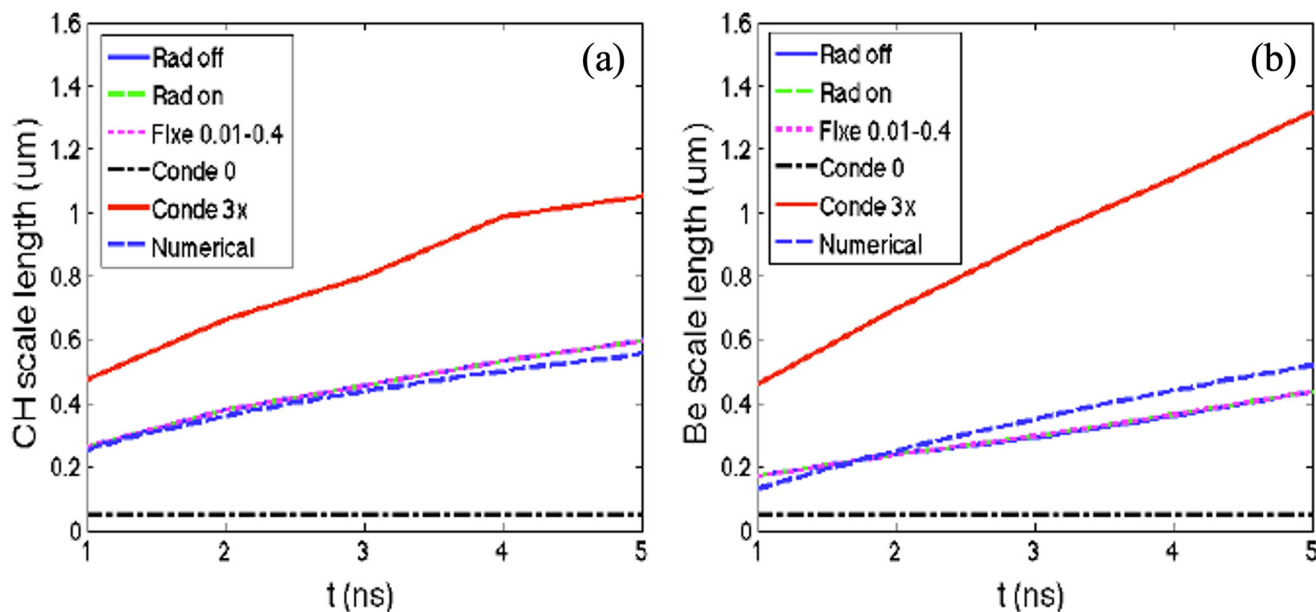 (a)
Rad off
Rad on
Flxe 0.01-0.4
Conde 0
Conde 3x
Numerical
CH scale length (um)
1.6
1.4
1.2
1
0.8
0.6
0.4
0.2
0
1 2 3 4 5
t (ns)
(b)
Rad off
Rad on
Flxe 0.01-0.4
Conde 0
Conde 3x
Numerical
Be scale length (um)
1.6
1.4
1.2
1
0.8
0.6
0.4
0.2
0
1 2 3 4 5
t (ns)